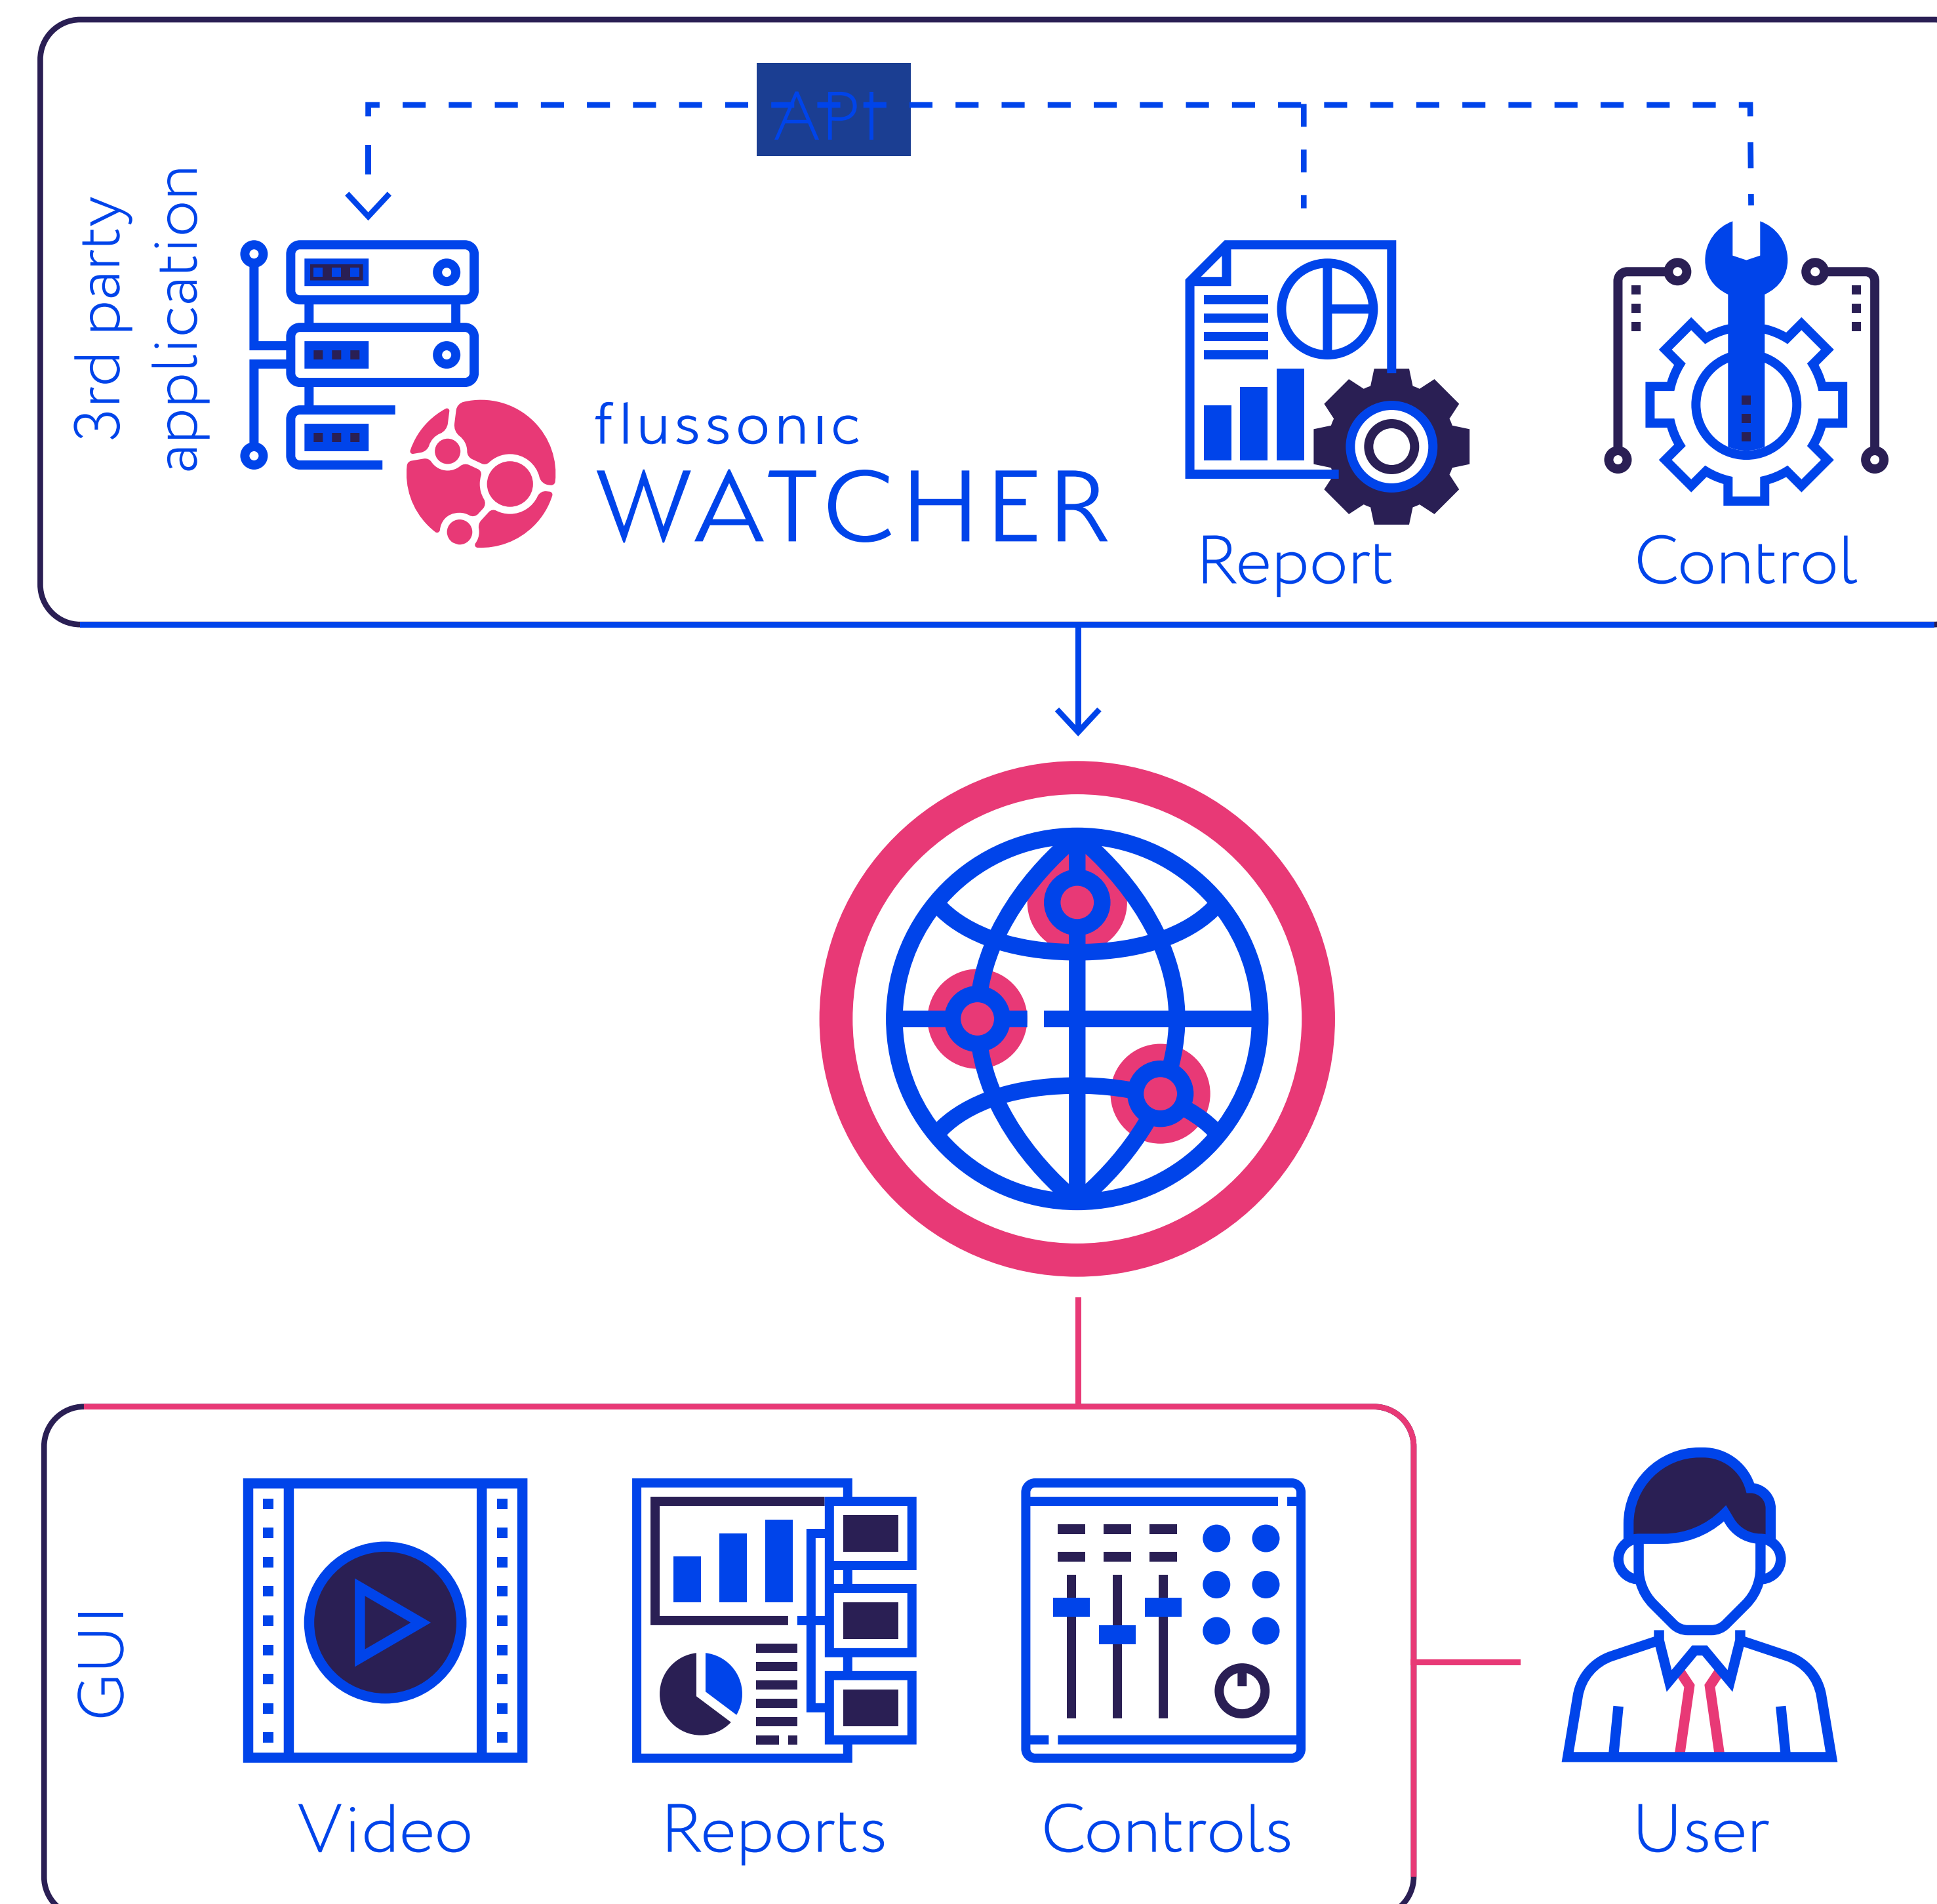 API
3rd party
application
flussonic
WATCHER
Report
Control
GUI
Video
Reports
Controls
User